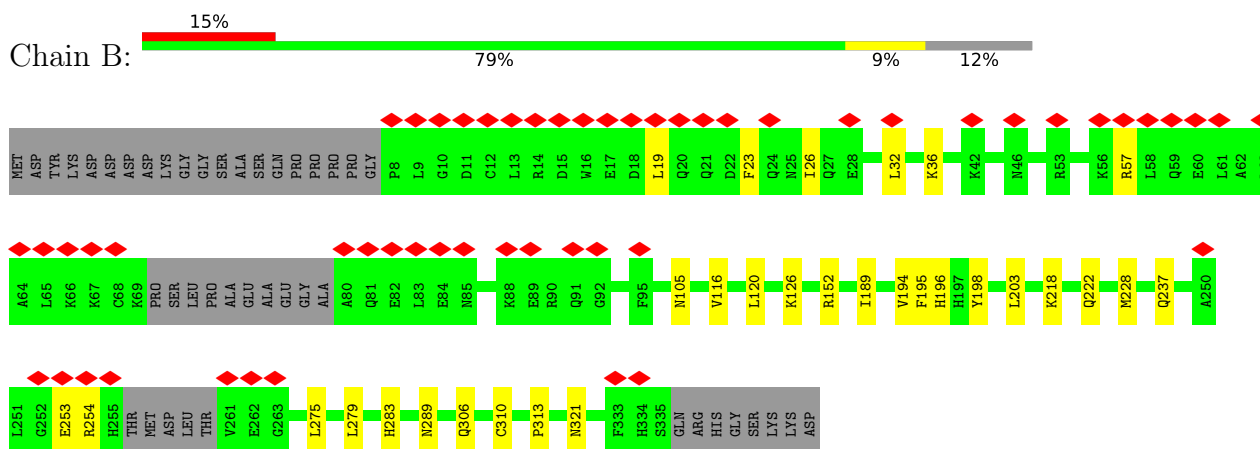 15%
Chain B:
79% 9% 12%
MET ASP TYR LYS ASP ASP ASP ASP LYS GLY GLY SER ALA SER GLN PRO PRO PRO PRO GLY P8 L9 G10 D11 C12 L13 R14 D15 W16 E17 D18 L19 Q20 Q21 D22 F23 Q24 N25 I26 Q27 E28 L32 K36 K42 N46 R53 K56 R57 L58 Q59 E60 L61 A62
A64 L65 K66 K67 C68 K69 PRO SER LEU PRO ALA GLU ALA GLU GLY ALA A80 Q81 E82 L83 E84 N85 K88 E89 R90 Q91 G92 F95 N105 V116 L120 K126 R152 I189 V194 F195 H196 H197 Y198 L203 K218 Q222 M228 Q237 A250
L251 G252 E253 R254 H255 THR MET ASP LEU THR V261 E262 G263 L275 L279 H283 N289 Q306 C310 P313 N321 F333 H334 S335 GLN ARG HIS GLY SER LYS LYS ASP